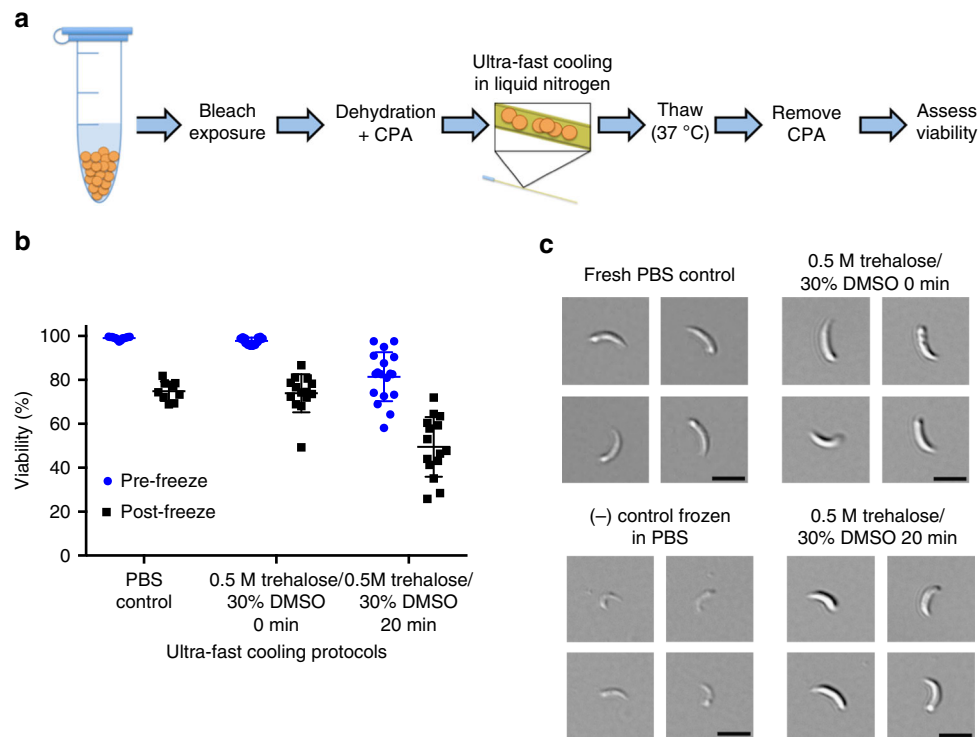 a
Bleach
exposure
Dehydration
+ CPA
Ultra-fast cooling
in liquid nitrogen
Thaw
(37 °C)
Remove
CPA
Assess
viability
b
Viability (%)
100
80
60
40
20
0
Pre-freeze
Post-freeze
PBS
control
0.5 M trehalose/
30% DMSO
0 min
0.5M trehalose/
30% DMSO
20 min
Ultra-fast cooling protocols
c
Fresh PBS control
0.5 M trehalose/
30% DMSO 0 min
(–) control frozen
in PBS
0.5 M trehalose/
30% DMSO 20 min